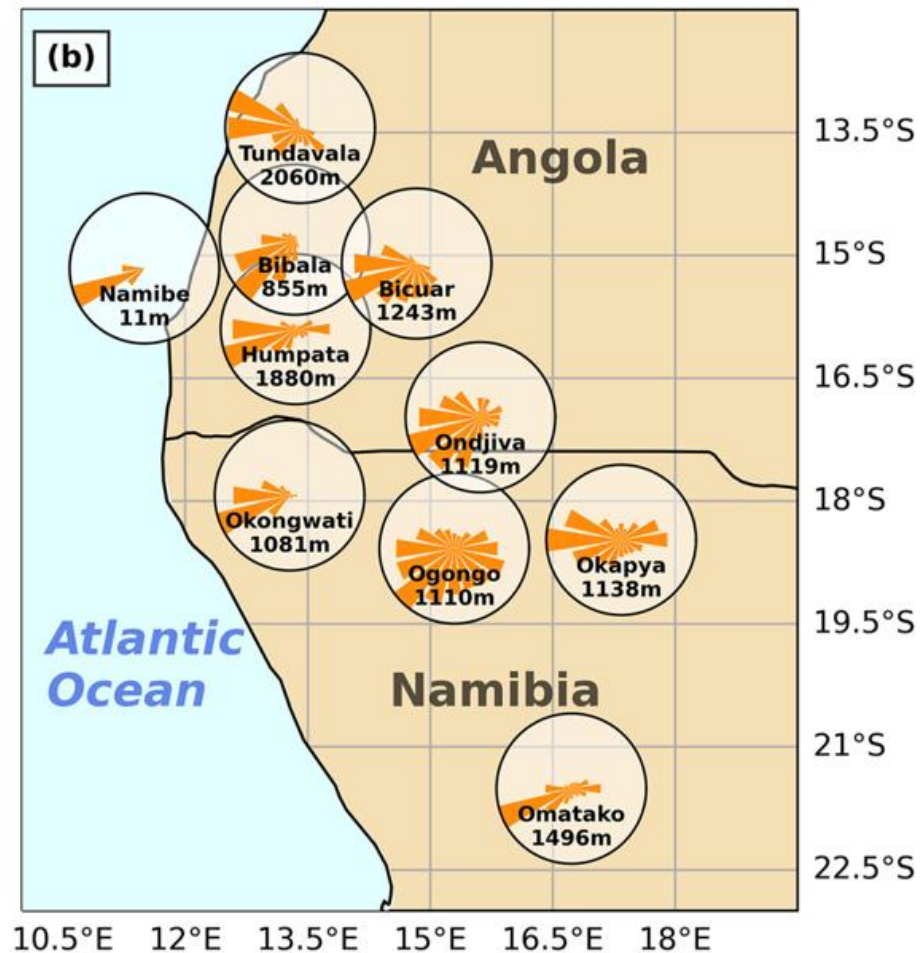 (b)
13.5°S
Tundavala
2060m
Angola
15°S
Bibala
855m
Namibe
11m
Bicuar
1243m
Humpata
1880m
16.5°S
Ondjiva
1119m
18°S
Okongwati
1081m
Ogongo
1110m
Okapya
1138m
19.5°S
Atlantic
Ocean
Namibia
21°S
Omatako
1496m
22.5°S
10.5°E 12°E 13.5°E 15°E 16.5°E 18°E